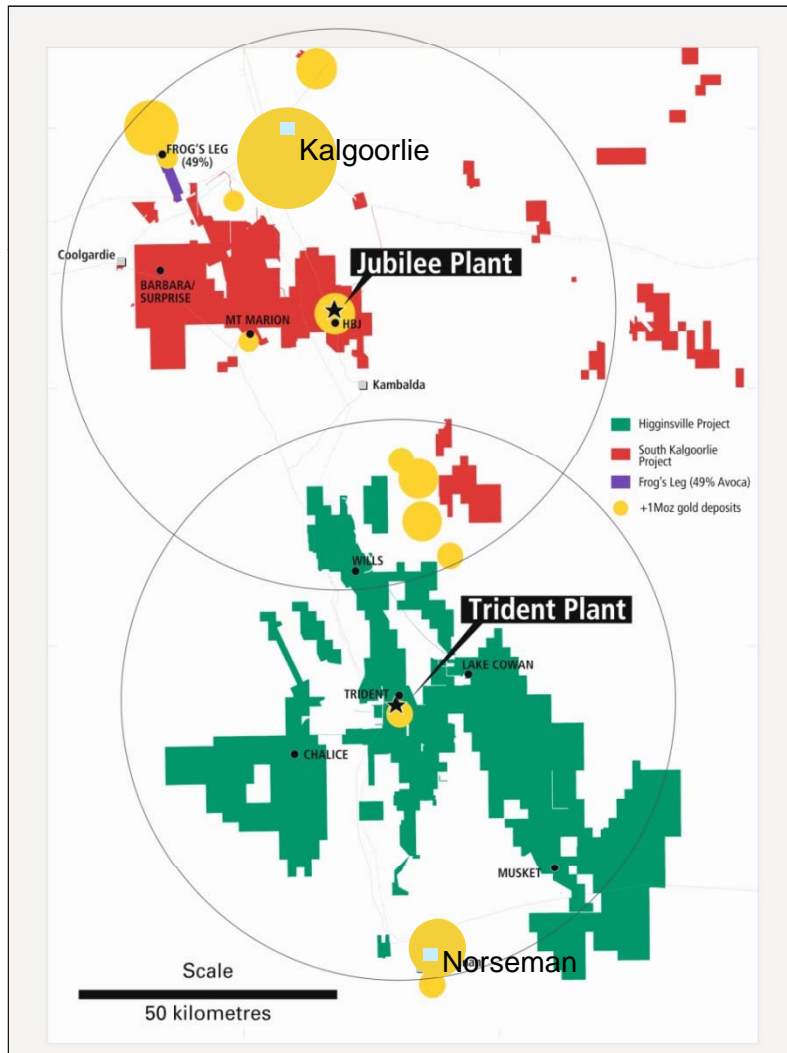 Kalgoorlie
FROG'S LEG
(49%)
Coolgardie
Jubilee Plant
BARBARA/
SURPRISE
MT MARION
HBJ
Kambalda
Higginsville Project
South Kalgoorlie
Project
Frog's Leg (49% Avoca)
+1Moz gold deposits
WILLS
Trident Plant
LAKE COWAN
TRIDENT
CHALICE
MUSKET
Norseman
Scale
50 kilometres